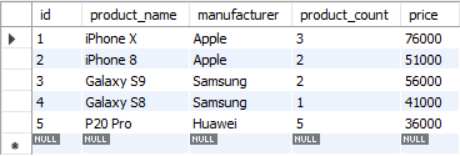 id product_name manufacturer product_count price
1 iPhone X Apple 3 76000
2 iPhone 8 Apple 2 51000
3 Galaxy S9 Samsung 2 56000
4 Galaxy S8 Samsung 1 41000
5 P20 Pro Huawei 5 36000
NULL NULL NULL NULL NULL